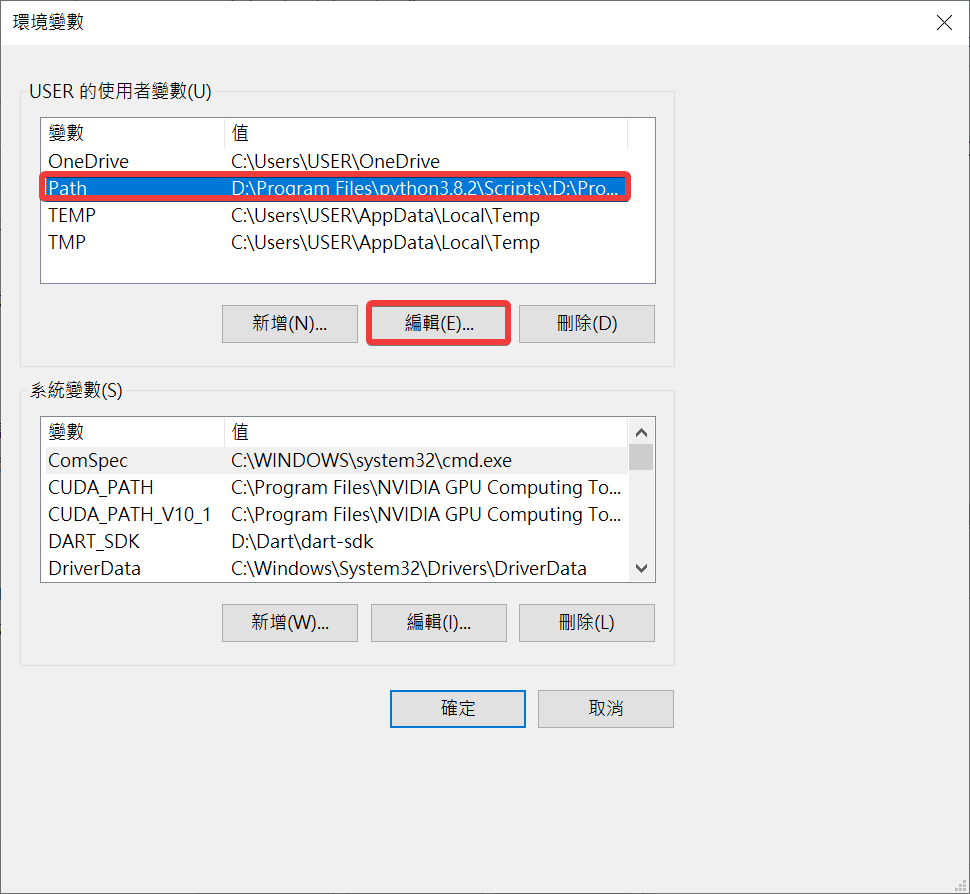 環境變數
USER 的使用者變數(U)
變數 值
OneDrive C:\Users\USER\OneDrive
Path D:\Program Files\python3.8.2\Scripts\;D:\Pro...
TEMP C:\Users\USER\AppData\Local\Temp
TMP C:\Users\USER\AppData\Local\Temp
新增(N)... 編輯(E)... 刪除(D)
系統變數(S)
變數 值
ComSpec C:\WINDOWS\system32\cmd.exe
CUDA_PATH C:\Program Files\NVIDIA GPU Computing To...
CUDA_PATH_V10_1 C:\Program Files\NVIDIA GPU Computing To...
DART_SDK D:\Dart\dart-sdk
DriverData C:\Windows\System32\Drivers\DriverData
新增(W)... 編輯(I)... 刪除(L)
確定 取消